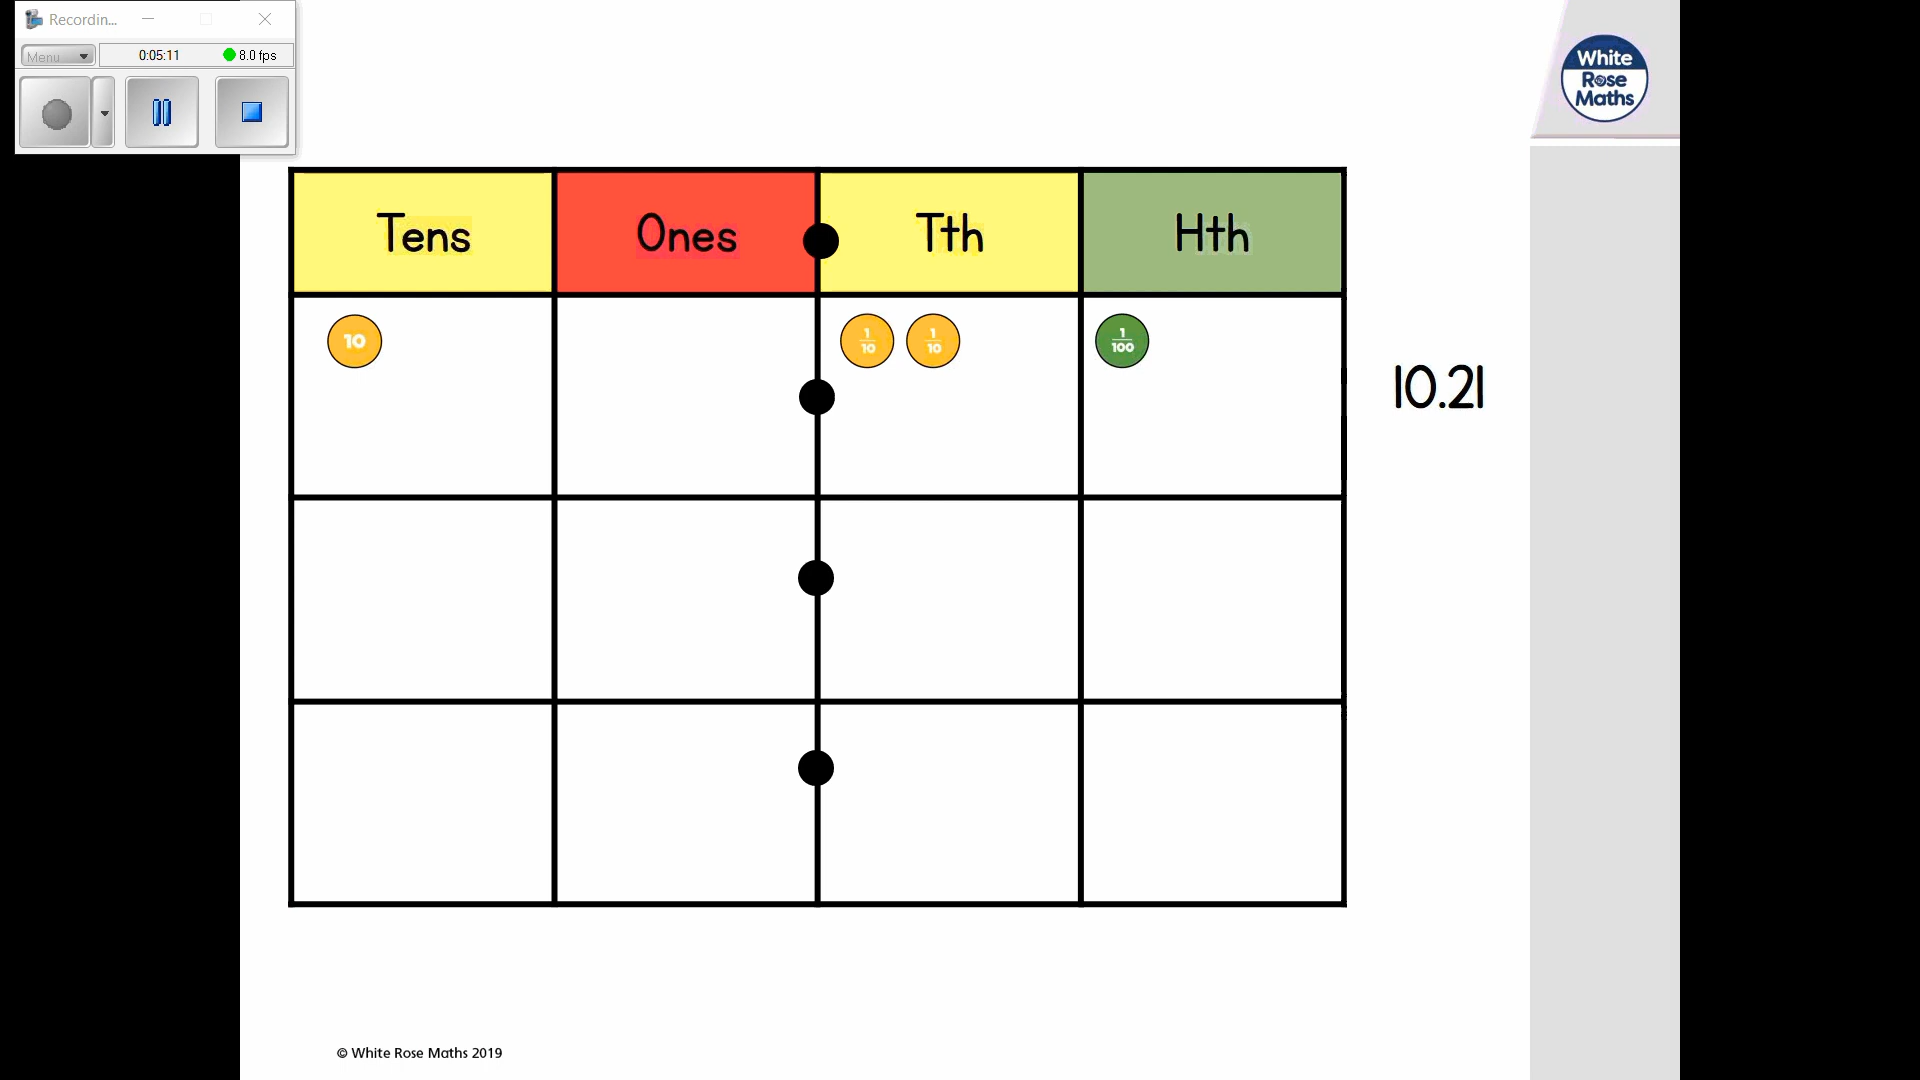 Recordin...
Menu
0:05:11
8.0 fps
White
Rose
Maths
Tens
Ones
Tth
Hth
10
1
10
1
10
1
100
10.21
© White Rose Maths 2019